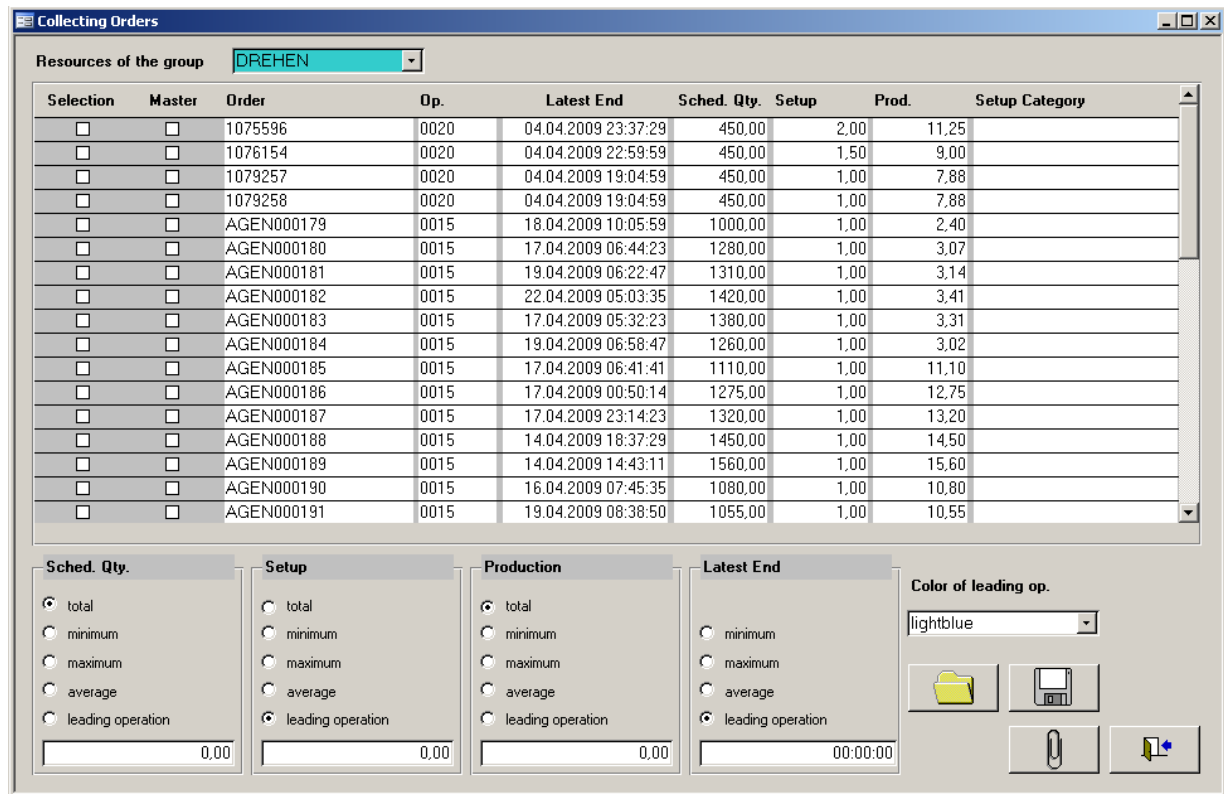 Collecting Orders
Resources of the group DREHEN
Selection Master Order Op. Latest End Sched. Qty. Setup Prod. Setup Category
1075596 0020 04.04.2009 23:37:29 450,00 2,00 11,25
1076154 0020 04.04.2009 22:59:59 450,00 1,50 9,00
1079257 0020 04.04.2009 19:04:59 450,00 1,00 7,88
1079258 0020 04.04.2009 19:04:59 450,00 1,00 7,88
AGEN000179 0015 18.04.2009 10:05:59 1000,00 1,00 2,40
AGEN000180 0015 17.04.2009 06:44:23 1280,00 1,00 3,07
AGEN000181 0015 19.04.2009 06:22:47 1310,00 1,00 3,14
AGEN000182 0015 22.04.2009 05:03:35 1420,00 1,00 3,41
AGEN000183 0015 17.04.2009 05:32:23 1380,00 1,00 3,31
AGEN000184 0015 19.04.2009 06:58:47 1260,00 1,00 3,02
AGEN000185 0015 17.04.2009 06:41:41 1110,00 1,00 11,10
AGEN000186 0015 17.04.2009 00:50:14 1275,00 1,00 12,75
AGEN000187 0015 17.04.2009 23:14:23 1320,00 1,00 13,20
AGEN000188 0015 14.04.2009 18:37:29 1450,00 1,00 14,50
AGEN000189 0015 14.04.2009 14:43:11 1560,00 1,00 15,60
AGEN000190 0015 16.04.2009 07:45:35 1080,00 1,00 10,80
AGEN000191 0015 19.04.2009 08:38:50 1055,00 1,00 10,55
Sched. Qty. Setup Production Latest End
Color of leading op.
total total total
lightblue
minimum minimum minimum minimum
maximum maximum maximum maximum
average average average average
leading operation leading operation leading operation leading operation
0,00 0,00 0,00 00:00:00